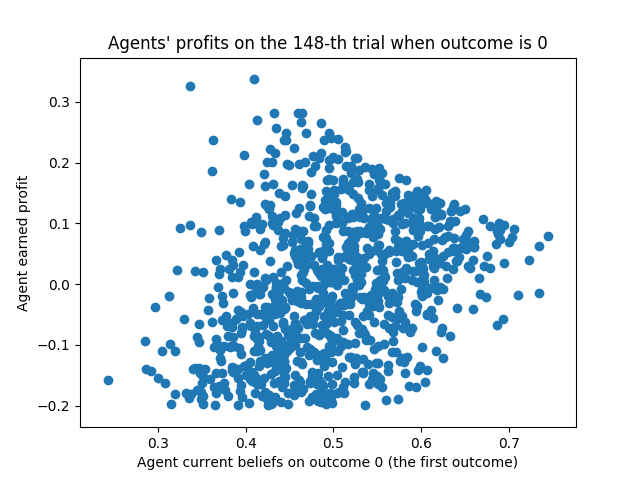 Agents' profits on the 148-th trial when outcome is 0
Agent earned profit
0.3
0.2
0.1
0.0
−0.1
−0.2
0.3 0.4 0.5 0.6 0.7
Agent current beliefs on outcome 0 (the first outcome)